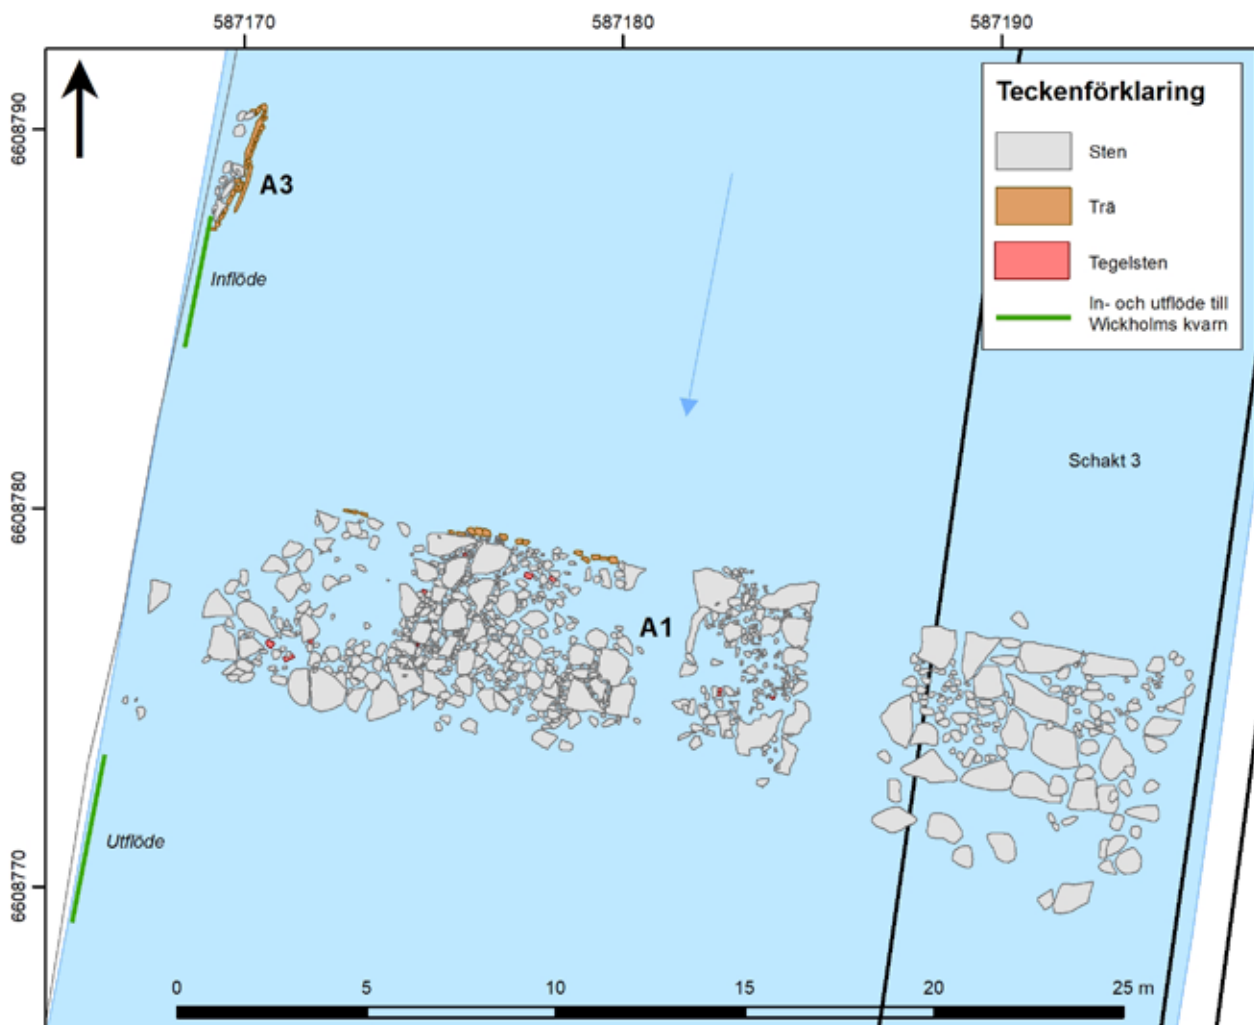 587170
587180
587190
6608790
Teckenförklaring
Sten
Trä
Tegelsten
In- och utflöde till
Wickholms kvarn
A3
Inflöde
Schakt 3
6608780
A1
Utflöde
6608770
0
5
10
15
20
25 m